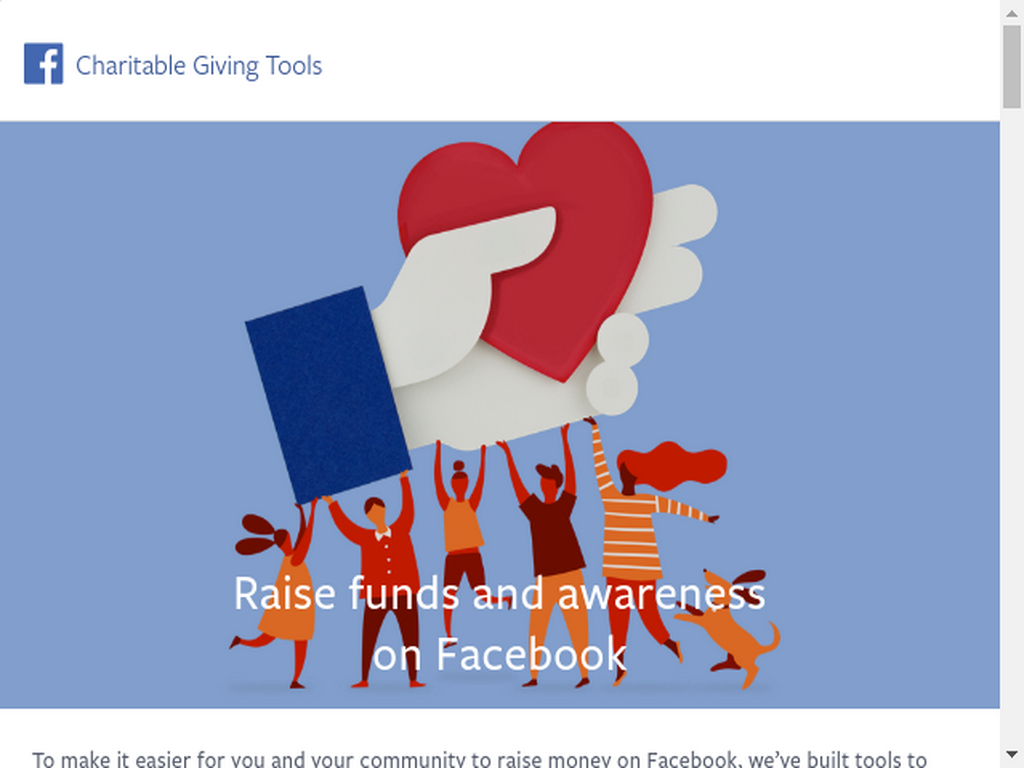 Charitable Giving Tools
Raise funds and awareness
on Facebook
To make it easier for you and your community to raise money on Facebook, we’ve built tools to